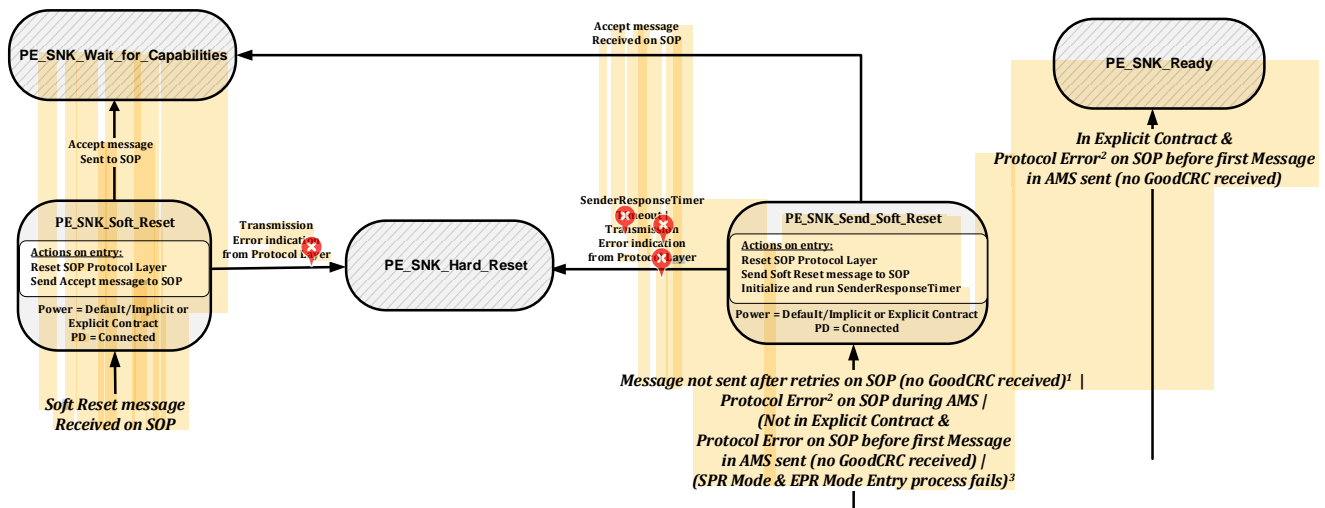 Accept message
Received on SOP
PE_SNK_Wait_for_Capabilities
PE_SNK_Ready
Accept message
Sent to SOP
In Explicit Contract &
Protocol Error² on SOP before first Message
in AMS sent (no GoodCRC received)
PE_SNK_Soft_Reset
Actions on entry:
Reset SOP Protocol Layer
Send Accept message to SOP
Power = Default/Implicit or
Explicit Contract
PD = Connected
Transmission
Error indication
from Protocol Layer
PE_SNK_Hard_Reset
SenderResponseTimer
Timeout |
Transmission
Error indication
from Protocol Layer
PE_SNK_Send_Soft_Reset
Actions on entry:
Reset SOP Protocol Layer
Send Soft Reset message to SOP
Initialize and run SenderResponseTimer
Power = Default/Implicit or Explicit Contract
PD = Connected
Soft Reset message
Received on SOP
Message not sent after retries on SOP (no GoodCRC received)¹ |
Protocol Error² on SOP during AMS |
(Not in Explicit Contract &
Protocol Error on SOP before first Message
in AMS sent (no GoodCRC received) |
(SPR Mode & EPR Mode Entry process fails)³